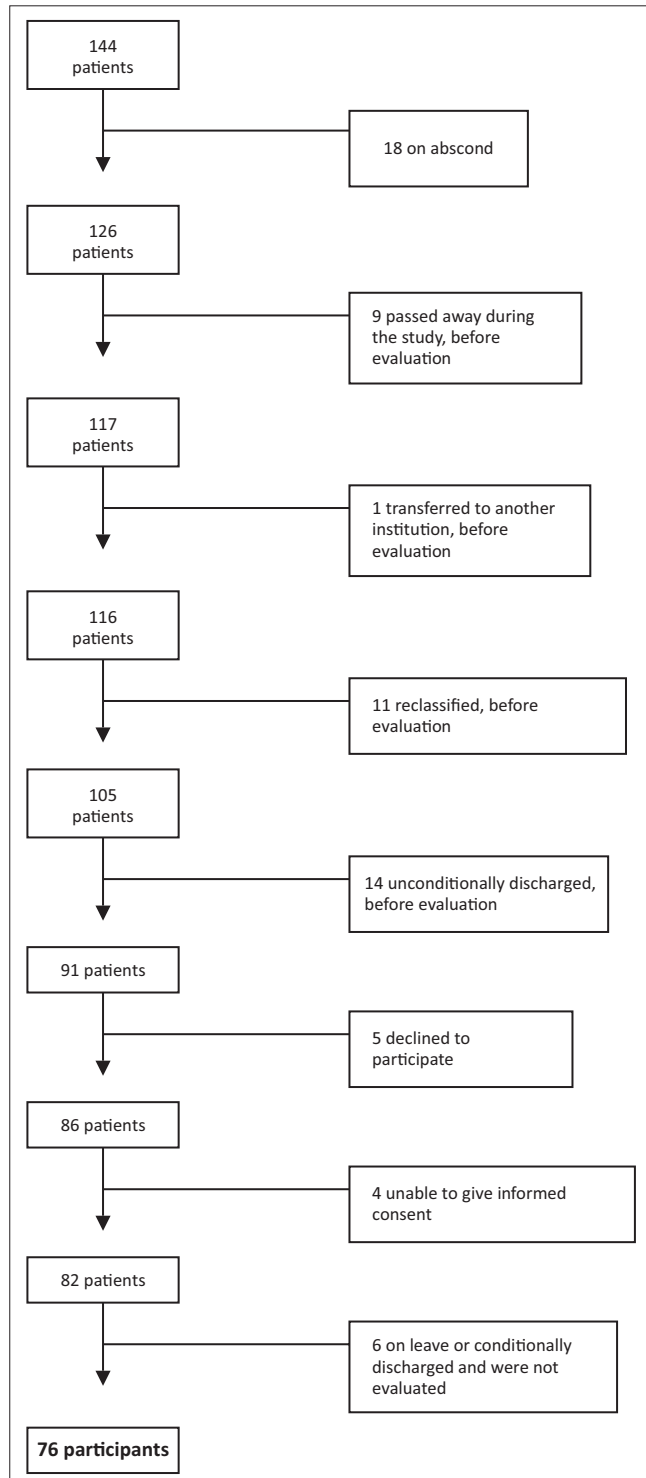 144
patients
18 on abscond
126
patients
9 passed away during
the study, before
evaluation
117
patients
1 transferred to another
institution, before
evaluation
116
patients
11 reclassified, before
evaluation
105
patients
14 unconditionally discharged,
before evaluation
91 patients
5 declined to
participate
86 patients
4 unable to give informed
consent
82 patients
6 on leave or conditionally
discharged and were not
evaluated
76 participants